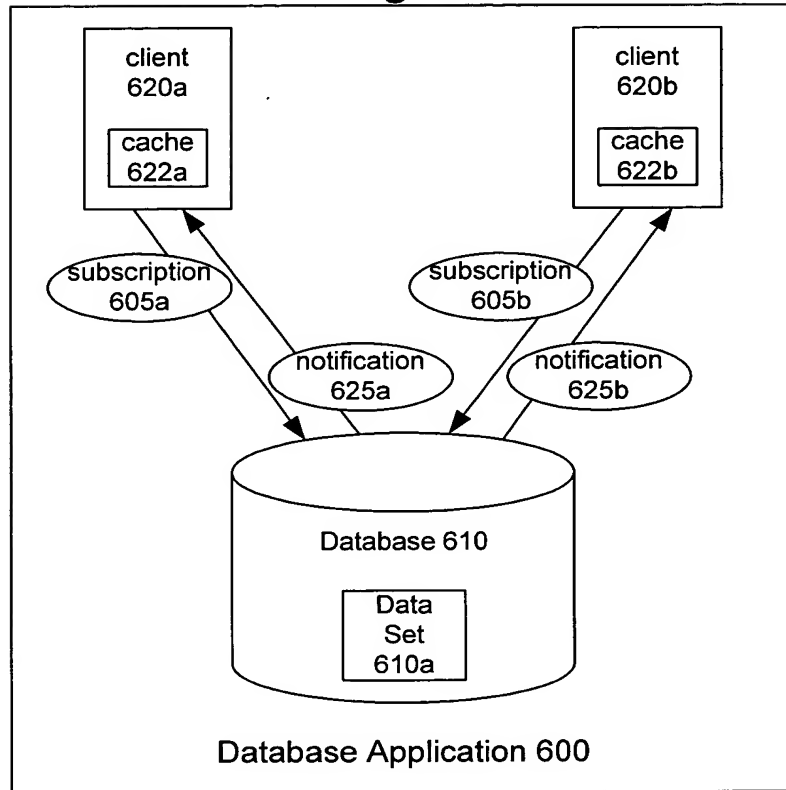 client
620a
cache
622a
client
620b
cache
622b
subscription
605a
subscription
605b
notification
625a
notification
625b
Database 610
Data
Set
610a
Database Application 600